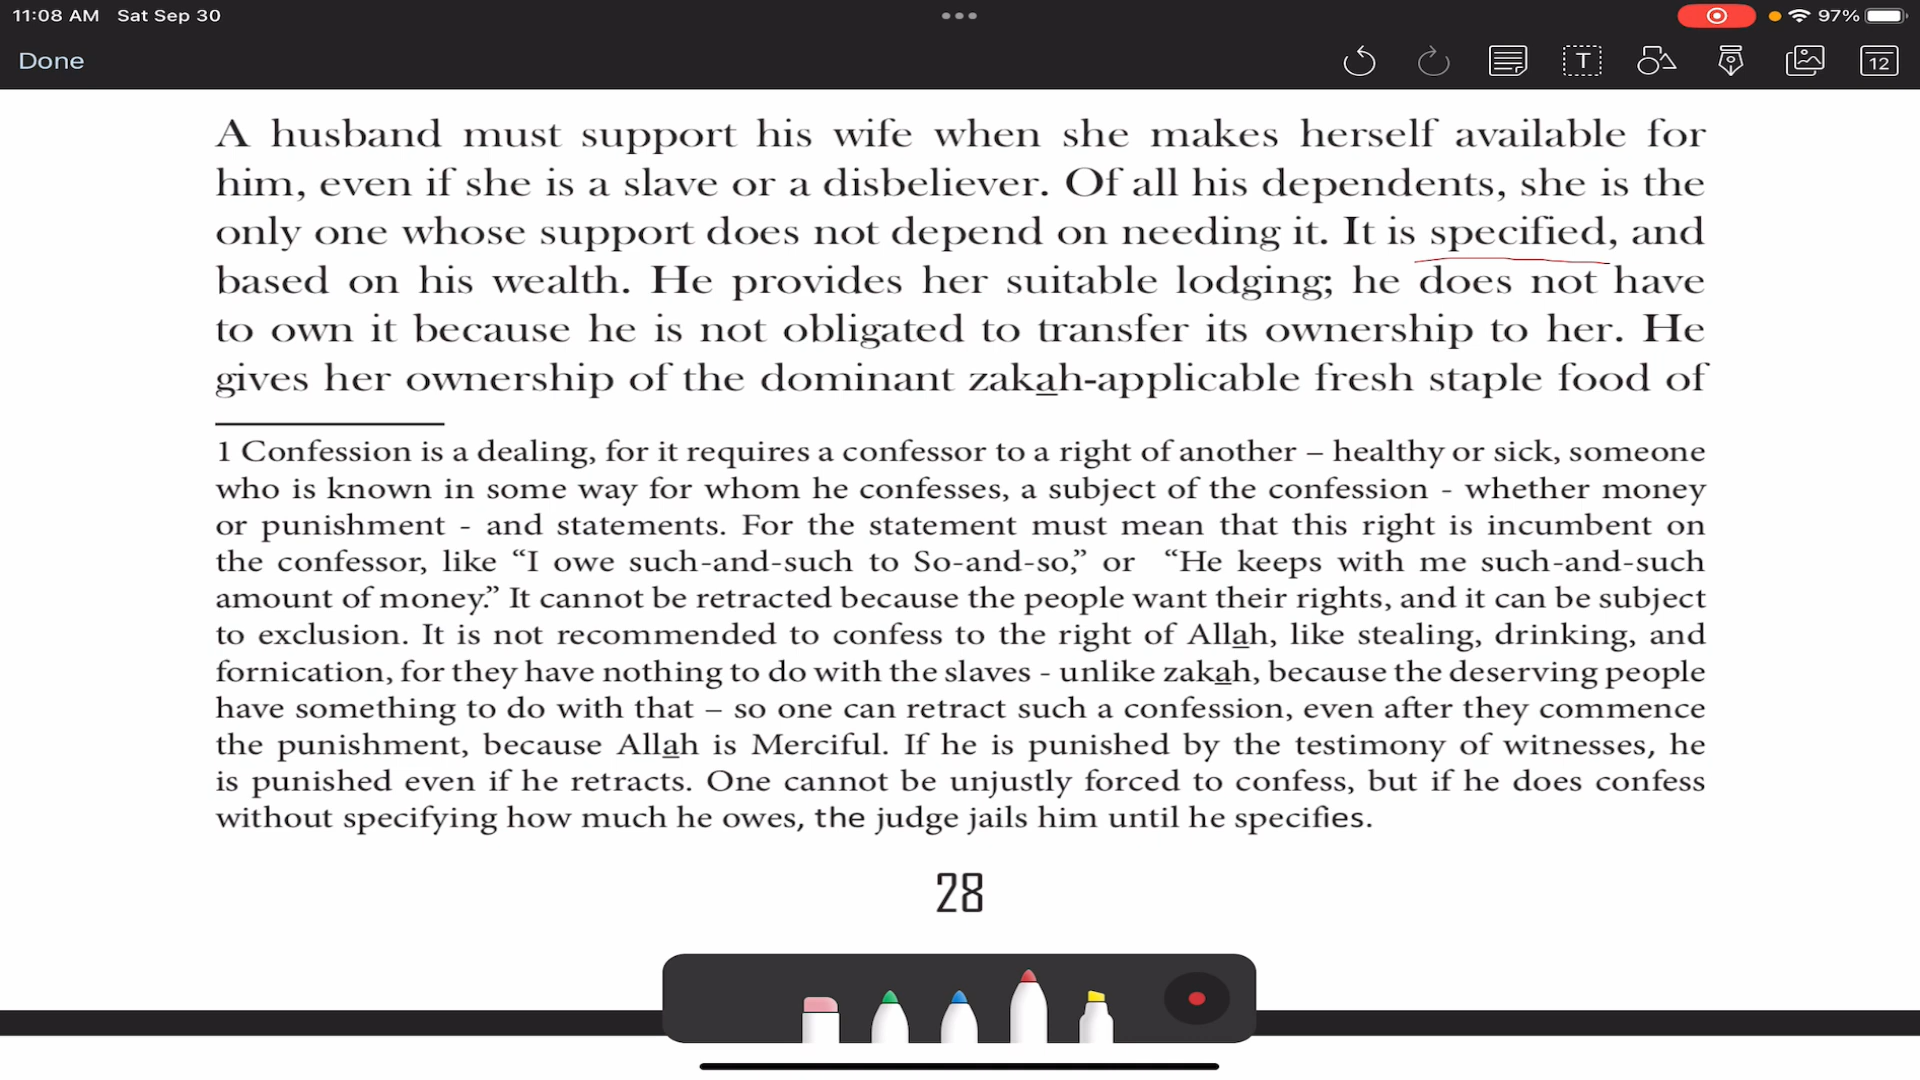 11:08 AM Sat Sep 30
97%
Done
T
12
A husband must support his wife when she makes herself available for
him, even if she is a slave or a disbeliever. Of all his dependents, she is the
only one whose support does not depend on needing it. It is specified, and
based on his wealth. He provides her suitable lodging; he does not have
to own it because he is not obligated to transfer its ownership to her. He
gives her ownership of the dominant zakah-applicable fresh staple food of
1 Confession is a dealing, for it requires a confessor to a right of another – healthy or sick, someone
who is known in some way for whom he confesses, a subject of the confession - whether money
or punishment - and statements. For the statement must mean that this right is incumbent on
the confessor, like “I owe such-and-such to So-and-so,” or “He keeps with me such-and-such
amount of money.” It cannot be retracted because the people want their rights, and it can be subject
to exclusion. It is not recommended to confess to the right of Allah, like stealing, drinking, and
fornication, for they have nothing to do with the slaves - unlike zakah, because the deserving people
have something to do with that – so one can retract such a confession, even after they commence
the punishment, because Allah is Merciful. If he is punished by the testimony of witnesses, he
is punished even if he retracts. One cannot be unjustly forced to confess, but if he does confess
without specifying how much he owes, the judge jails him until he specifies.
28